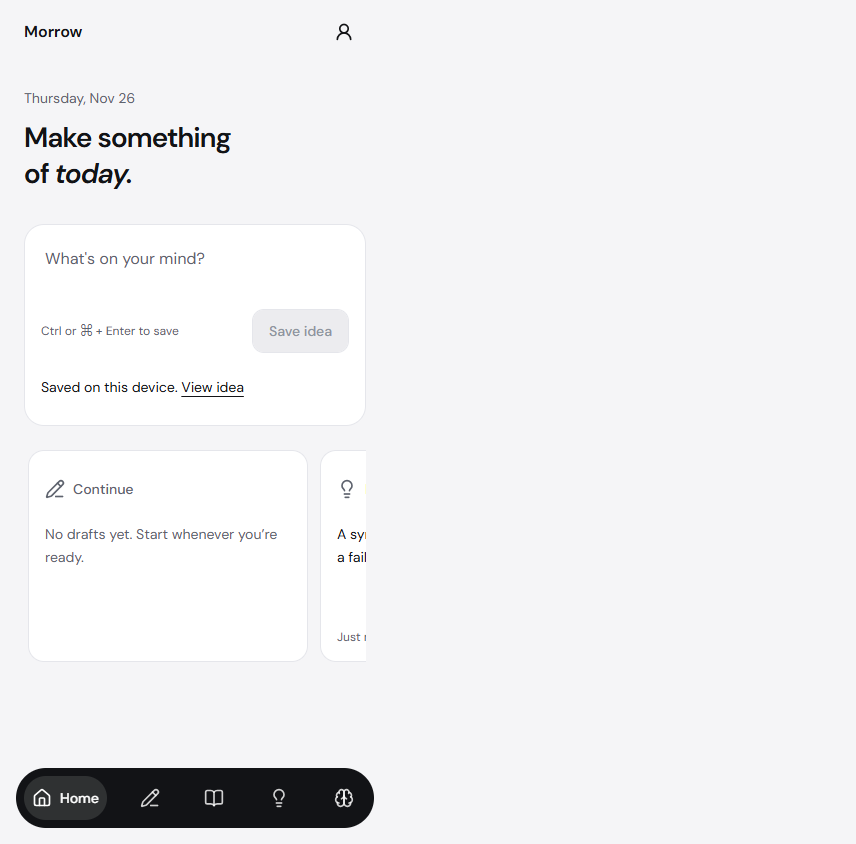 Morrow
Thursday, Nov 26
Make something
of today.
What's on your mind?
Ctrl or ⌘ + Enter to save
Save idea
Saved on this device. View idea
Continue
No drafts yet. Start whenever you’re
ready.
A
a
Just
Home